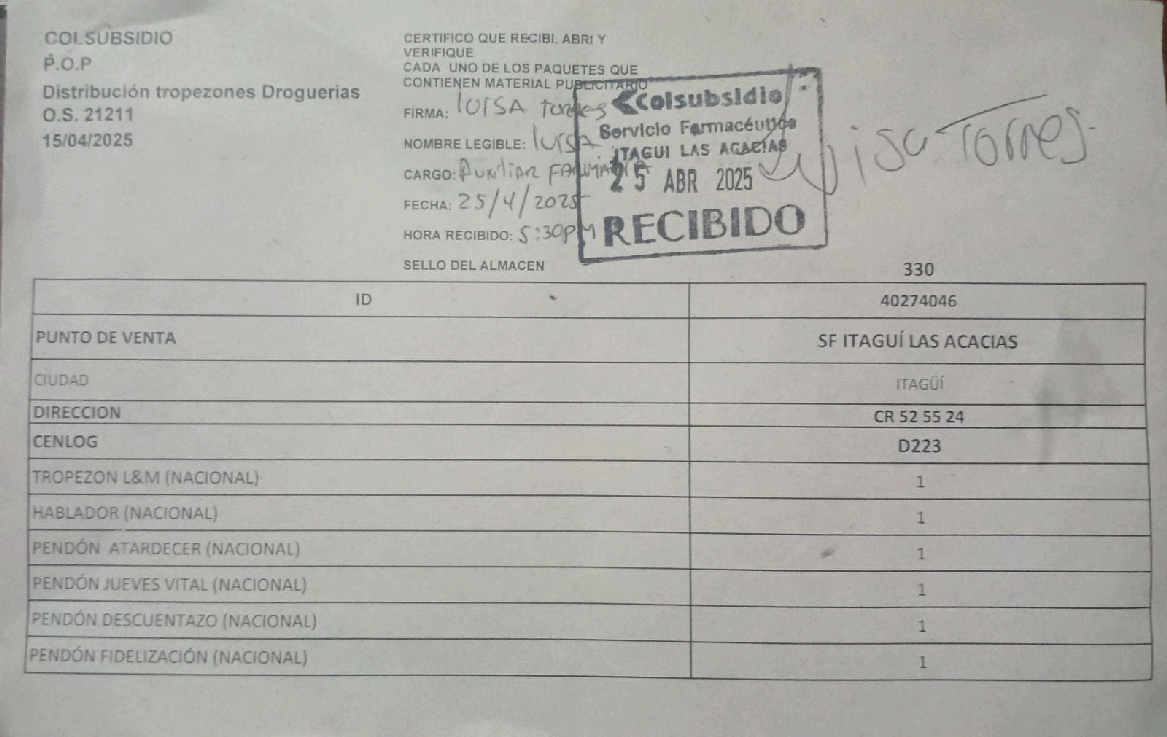 COLSUBSIDIO
P.O.P
Distribución tropezones Droguerias
O.S. 21211
15/04/2025
CERTIFICO QUE RECIBI, ABRI Y
VERIFIQUE
CADA UNO DE LOS PAQUETES QUE
CONTIENEN MATERIAL PUBLICITARIO
FIRMA: luisa Torres
NOMBRE LEGIBLE: luisa
CARGO: Auxiliar
FECHA: 25/4/2025
HORA RECIBIDO: 5:30PM
SELLO DEL ALMACEN
Colsubsidio
Servicio Farmacéutico
ITAGUI LAS ACACIAS
25 ABR 2025
RECIBIDO
luisa Torres
330
ID 40274046
PUNTO DE VENTA SF ITAGUÍ LAS ACACIAS
CIUDAD ITAGÜÍ
DIRECCION CR 52 55 24
CENLOG D223
TROPEZON L&M (NACIONAL) 1
HABLADOR (NACIONAL) 1
PENDÓN ATARDECER (NACIONAL) 1
PENDÓN JUEVES VITAL (NACIONAL) 1
PENDÓN DESCUENTAZO (NACIONAL) 1
PENDÓN FIDELIZACIÓN (NACIONAL) 1